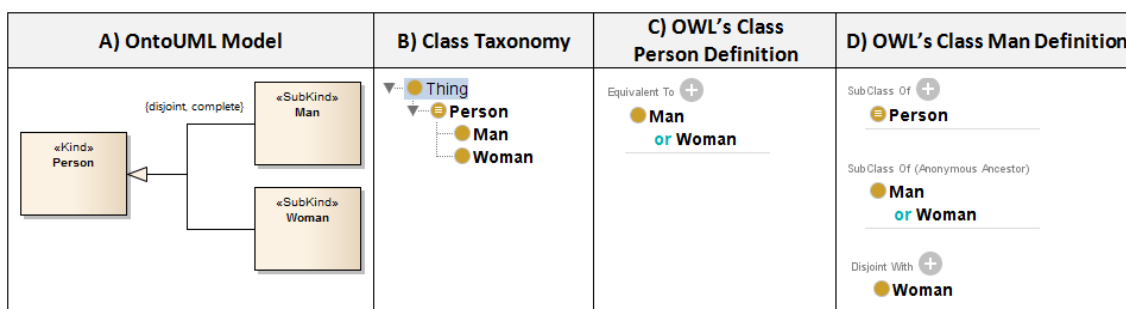 A) OntoUML Model
B) Class Taxonomy
C) OWL's Class
Person Definition
D) OWL's Class Man Definition
{disjoint, complete}
«SubKind»
Man
«Kind»
Person
«SubKind»
Woman
Thing
Person
Man
Woman
Equivalent To
Man
or Woman
SubClass Of
Person
SubClass Of (Anonymous Ancestor)
Man
or Woman
Disjoint With
Woman